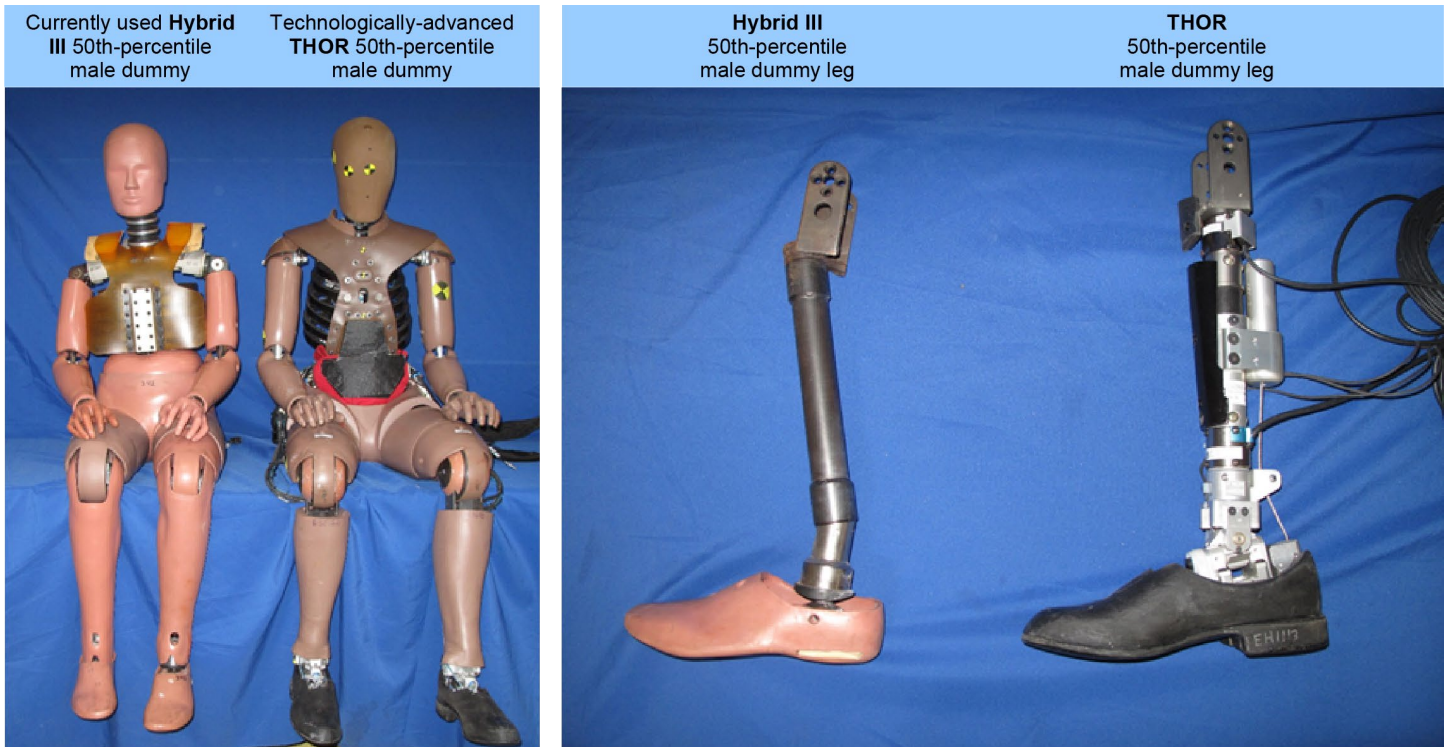 Currently used Hybrid
III 50th-percentile
male dummy
Technologically-advanced
THOR 50th-percentile
male dummy
Hybrid III
50th-percentile
male dummy leg
THOR
50th-percentile
male dummy leg
EH1113